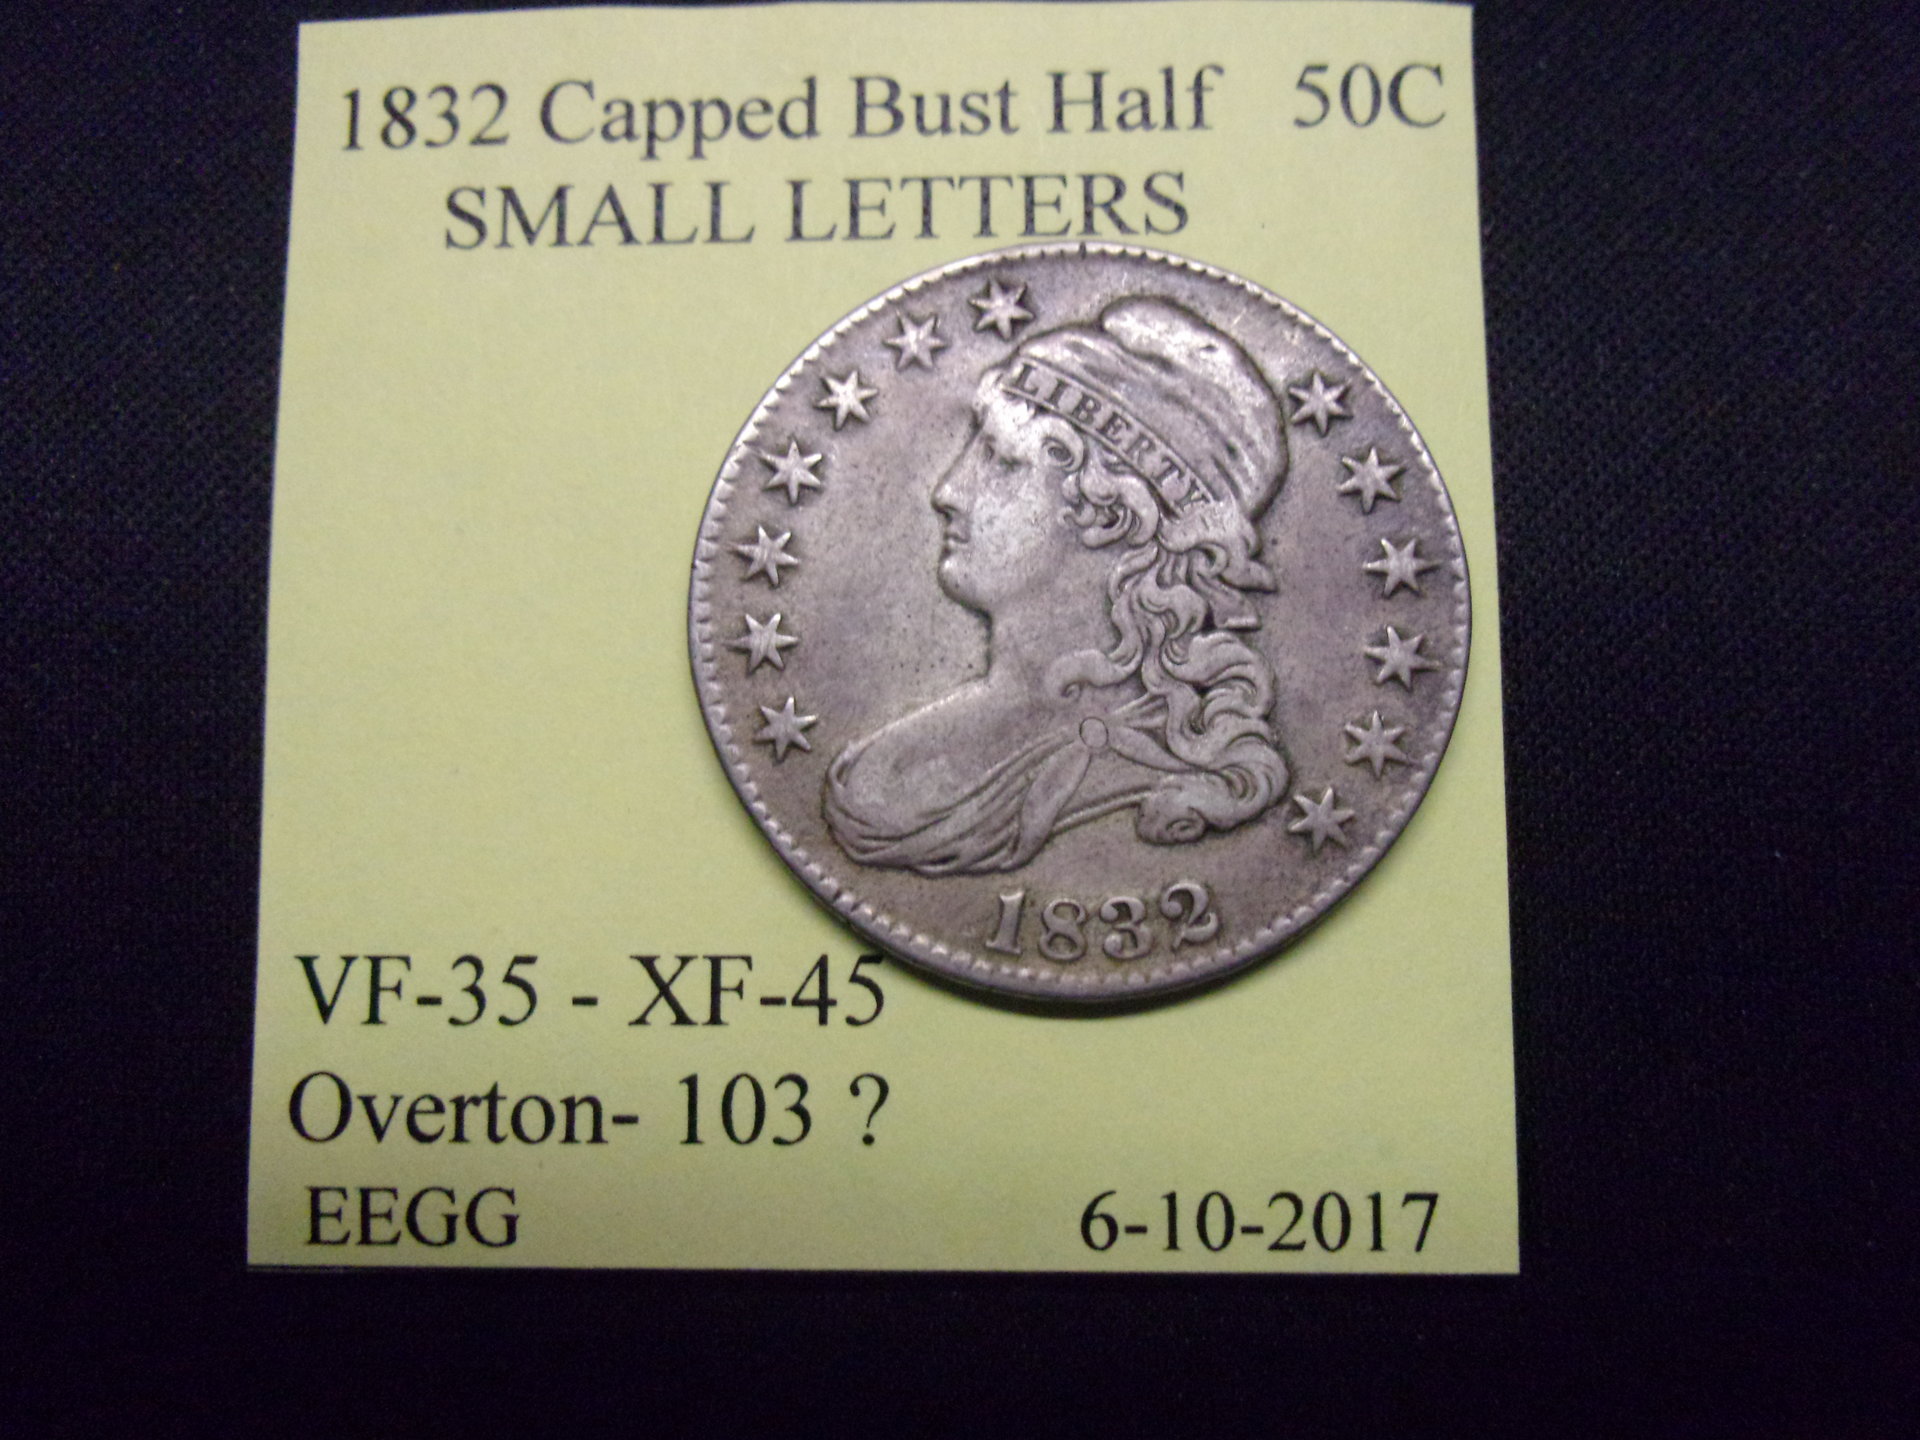 1832 Capped Bust Half 50C
SMALL LETTERS
LIBERTY
1832
VF-35 - XF-45
Overton- 103 ?
EEGG 6-10-2017